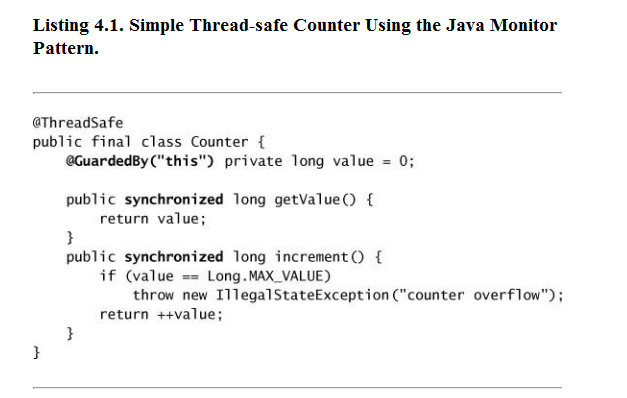 Listing 4.1. Simple Thread-safe Counter Using the Java Monitor
Pattern.
@ThreadSafe
public final class Counter {
    @GuardedBy("this") private long value = 0;

    public synchronized long getValue() {
        return value;
    }
    public synchronized long increment() {
        if (value == Long.MAX_VALUE)
            throw new IllegalStateException("counter overflow");
        return ++value;
    }
}